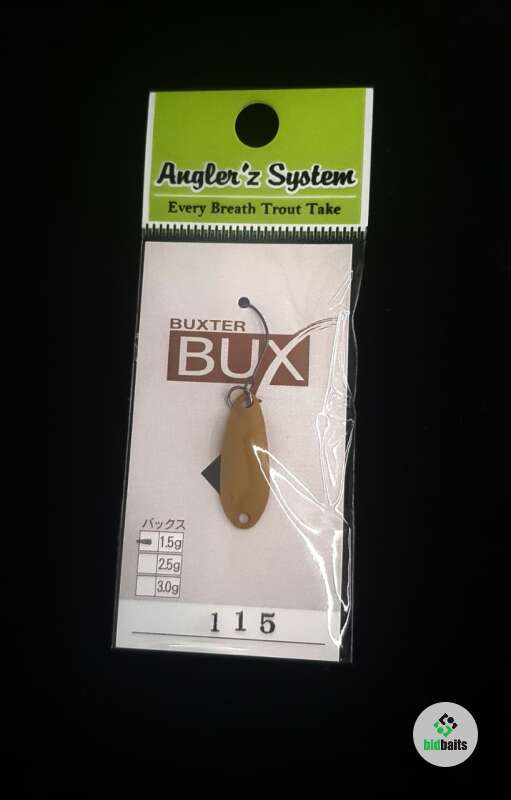 Angler'z System
Every Breath Trout Take
BUXTER
BUX
バックス
1.5g
2.5g
3.0g
115
bidbaits